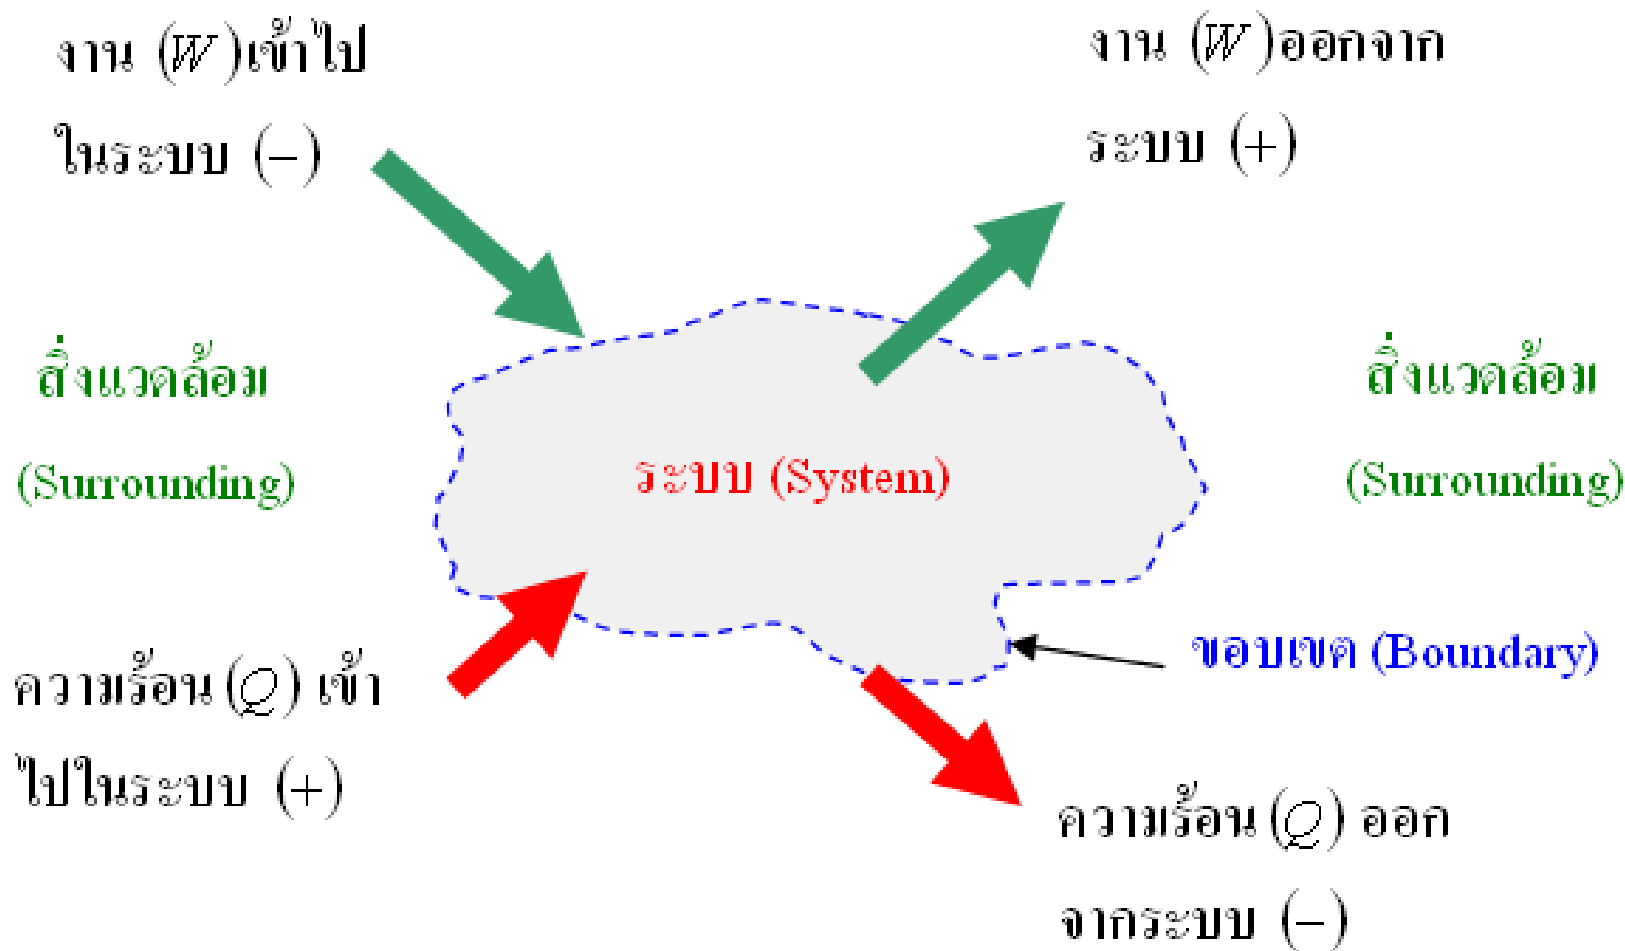 งาน (W)เข้าไป
ในระบบ (−)
งาน (W)ออกจาก
ระบบ (+)
สิ่งแวดล้อม
(Surrounding)
ระบบ (System)
สิ่งแวดล้อม
(Surrounding)
ความร้อน (Q) เข้า
ไปในระบบ (+)
ขอบเขต (Boundary)
ความร้อน (Q) ออก
จากระบบ (−)